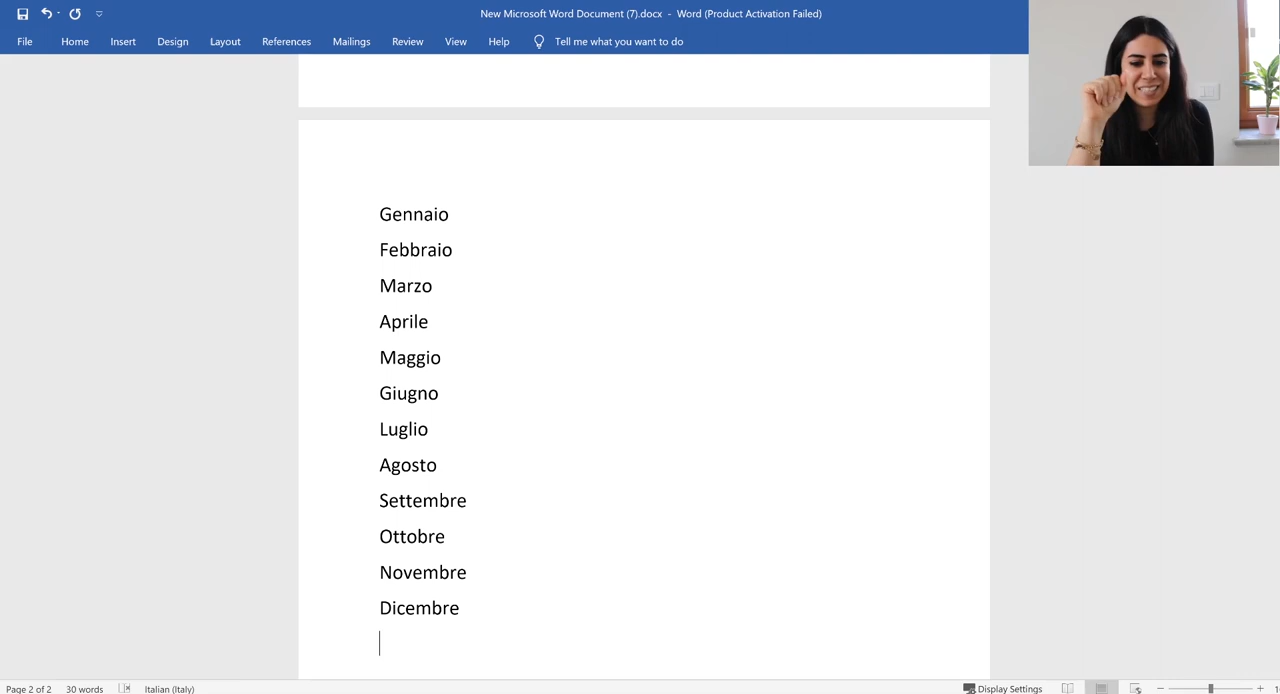 New Microsoft Word Document (7).docx - Word (Product Activation Failed)
File Home Insert Design Layout References Mailings Review View Help Tell me what you want to do
Gennaio
Febbraio
Marzo
Aprile
Maggio
Giugno
Luglio
Agosto
Settembre
Ottobre
Novembre
Dicembre
Page 2 of 2 30 words Italian (Italy) Display Settings